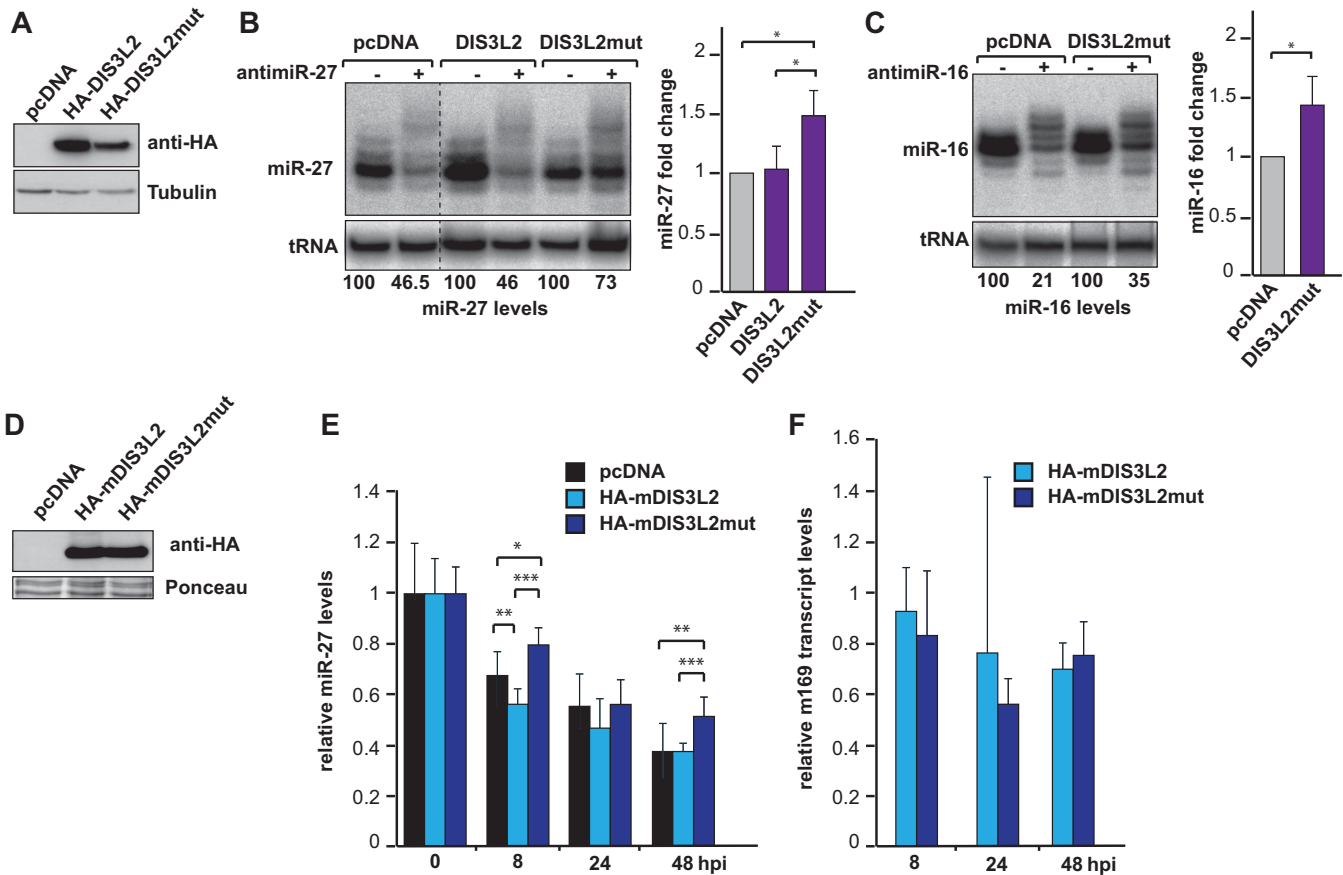 A
pcDNA
HA-DIS3L2
HA-DIS3L2mut
anti-HA
Tubulin
B
pcDNA
DIS3L2
DIS3L2mut
antimiR-27
- + - + - +
miR-27
tRNA
100 46.5 100 46 100 73
miR-27 levels
miR-27 fold change
2
1.5
1
0.5
0
* 
*
pcDNA
DIS3L2
DIS3L2mut
C
pcDNA
DIS3L2mut
antimiR-16
- + - +
miR-16
tRNA
100 21 100 35
miR-16 levels
miR-16 fold change
2
1.5
1
0.5
0
*
pcDNA
DIS3L2mut
D
pcDNA
HA-mDIS3L2
HA-mDIS3L2mut
anti-HA
Ponceau
E
pcDNA
HA-mDIS3L2
HA-mDIS3L2mut
relative miR-27 levels
1.4
1.2
1
0.8
0.6
0.4
0.2
0
*
***
**
**
***
0 8 24 48 hpi
F
HA-mDIS3L2
HA-mDIS3L2mut
relative m169 transcript levels
1.6
1.4
1.2
1
0.8
0.6
0.4
0.2
0
8 24 48 hpi